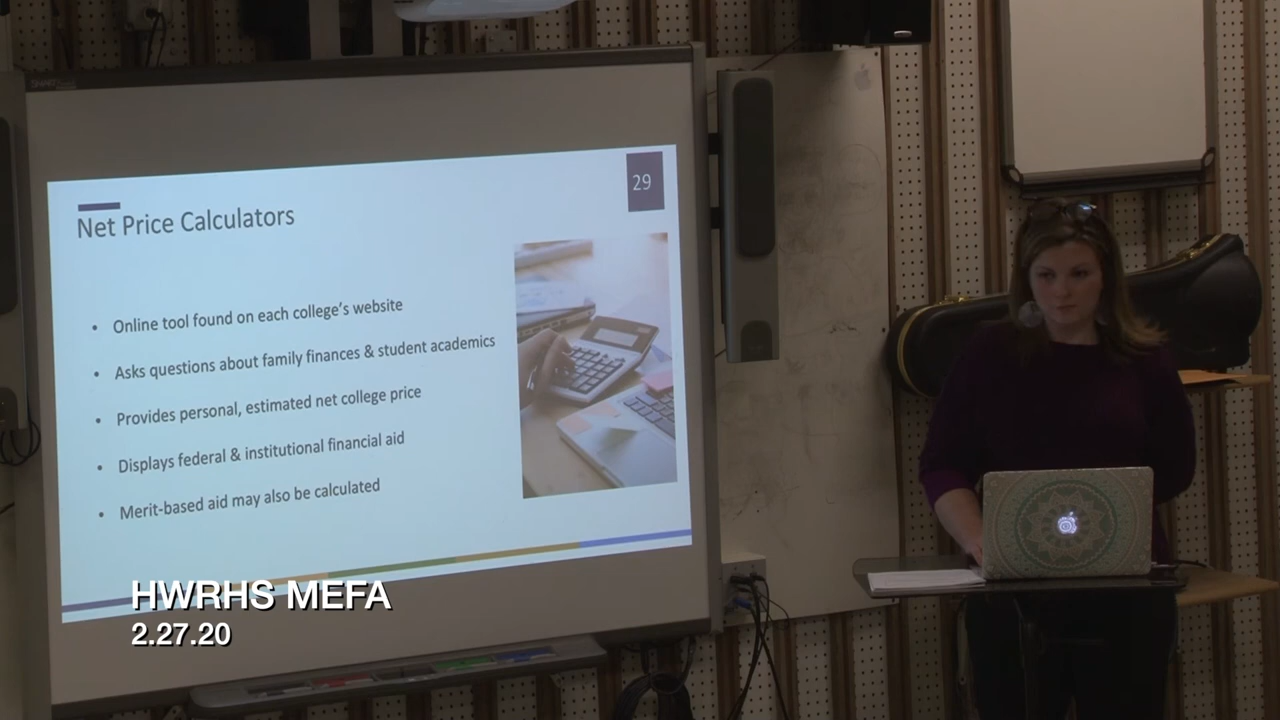 29
Net Price Calculators
• Online tool found on each college's website
• Asks questions about family finances & student academics
• Provides personal, estimated net college price
• Displays federal & institutional financial aid
• Merit-based aid may also be calculated
HWRHS MEFA
2.27.20